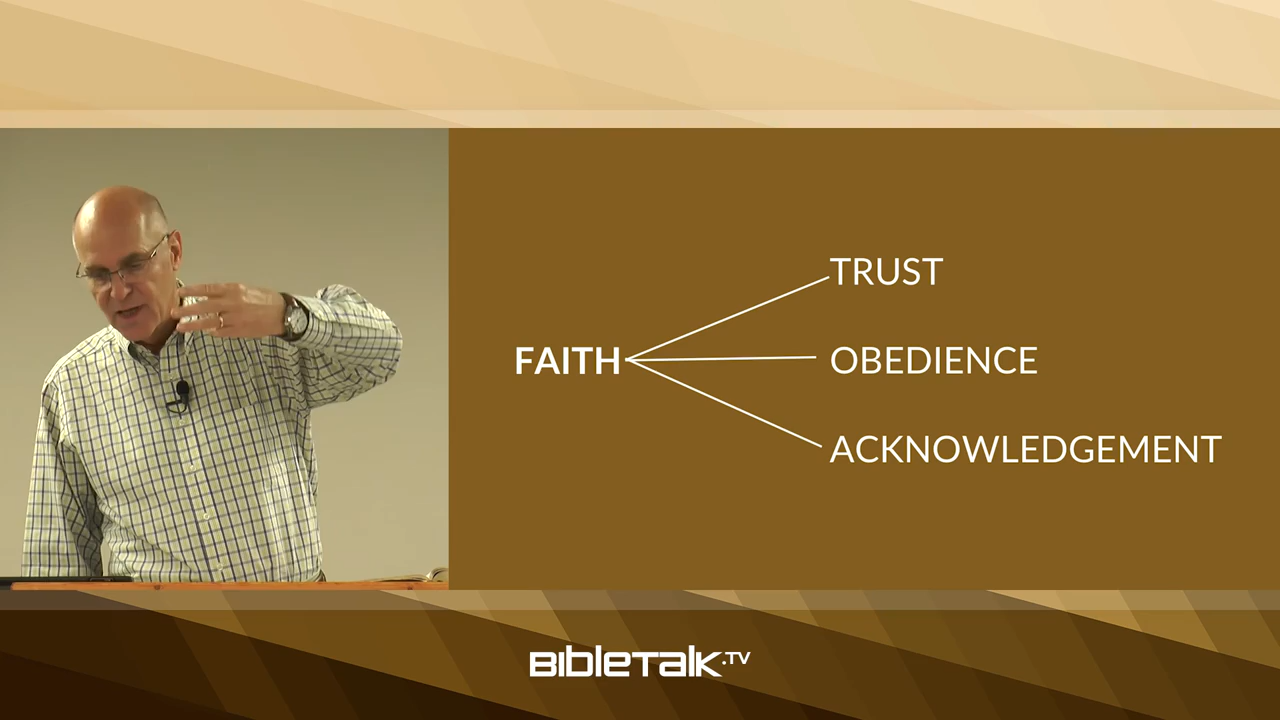 TRUST
FAITH
OBEDIENCE
ACKNOWLEDGEMENT
BIBLETALK.TV